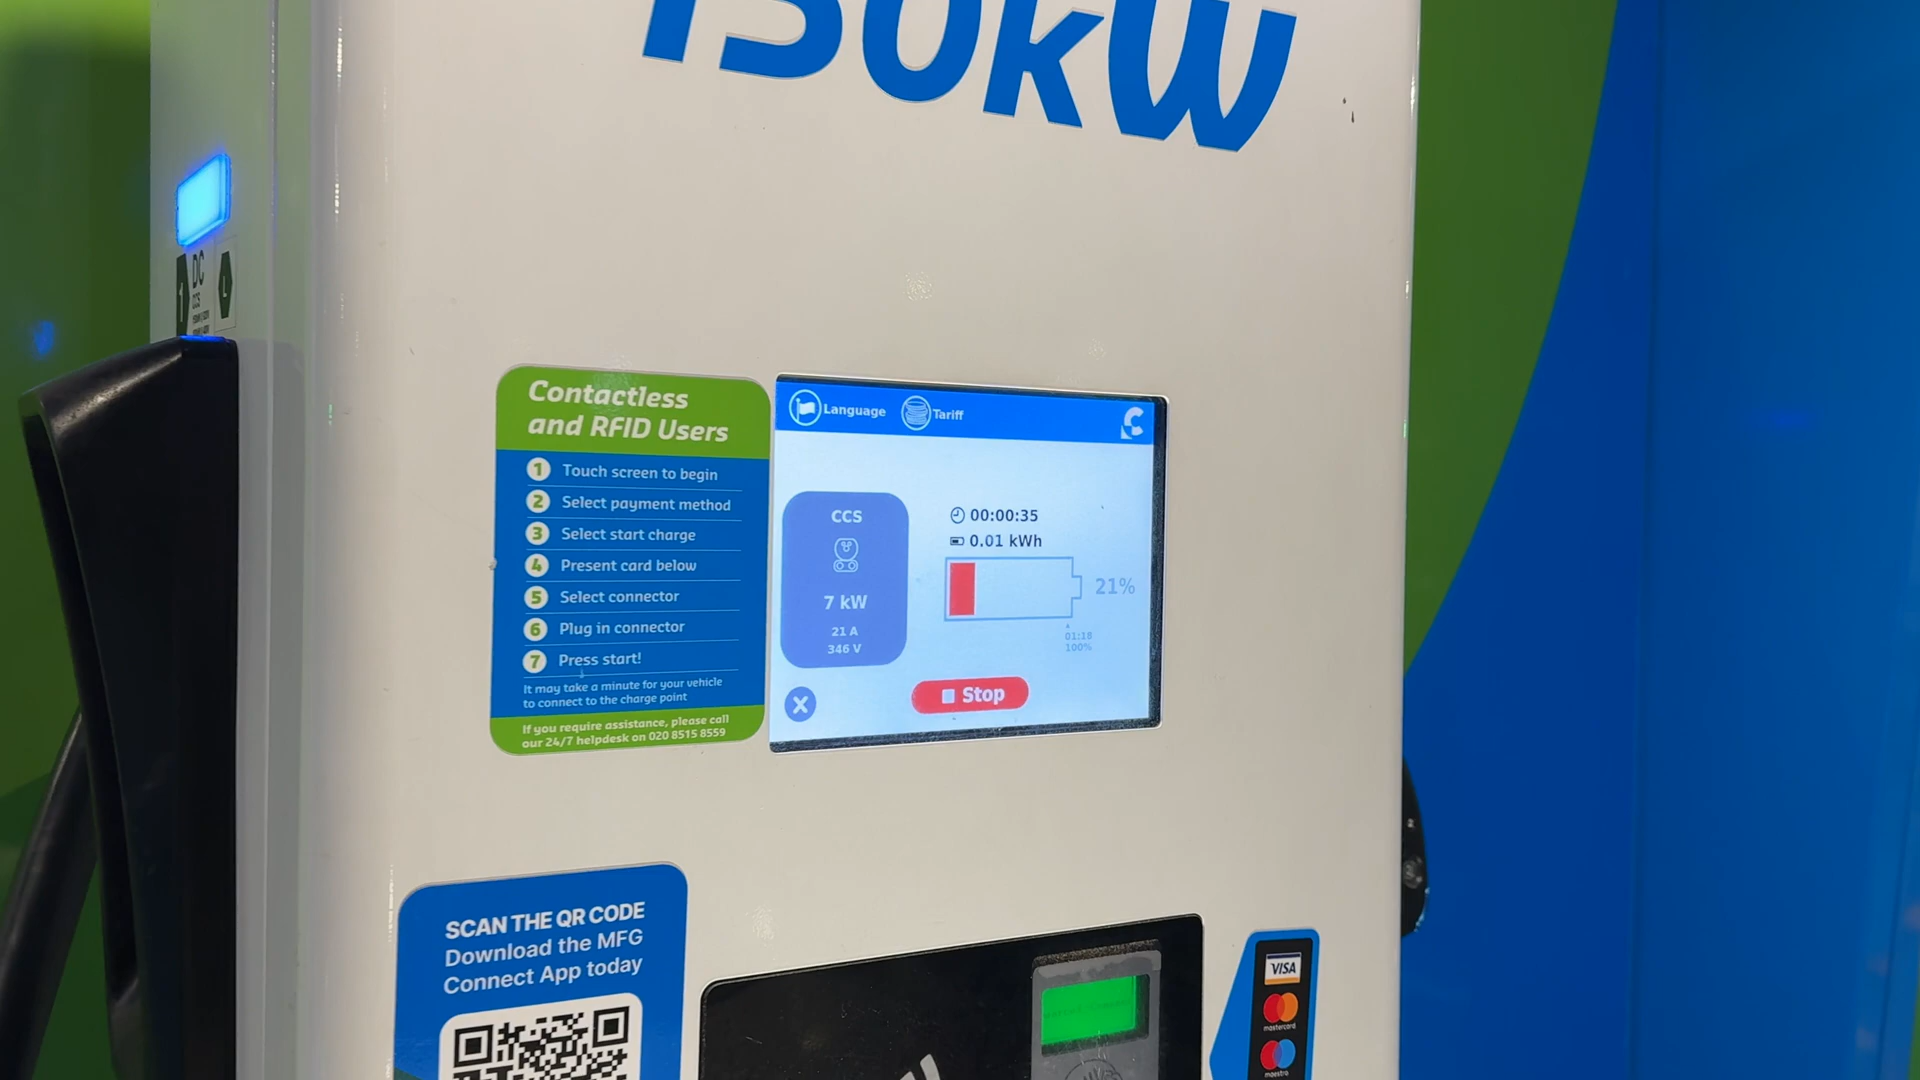 150kW
DC
CCS
L
Contactless
and RFID Users
1 Touch screen to begin
2 Select payment method
3 Select start charge
4 Present card below
5 Select connector
6 Plug in connector
7 Press start!
It may take a minute for your vehicle
to connect to the charge point
If you require assistance, please call
our 24/7 helpdesk on 020 8515 8559
Language
Tariff
CCS
7 kW
21 A
346 V
00:00:35
0.01 kWh
21%
01:18
100%
X
Stop
SCAN THE QR CODE
Download the MFG
Connect App today
VISA
mastercard
maestro